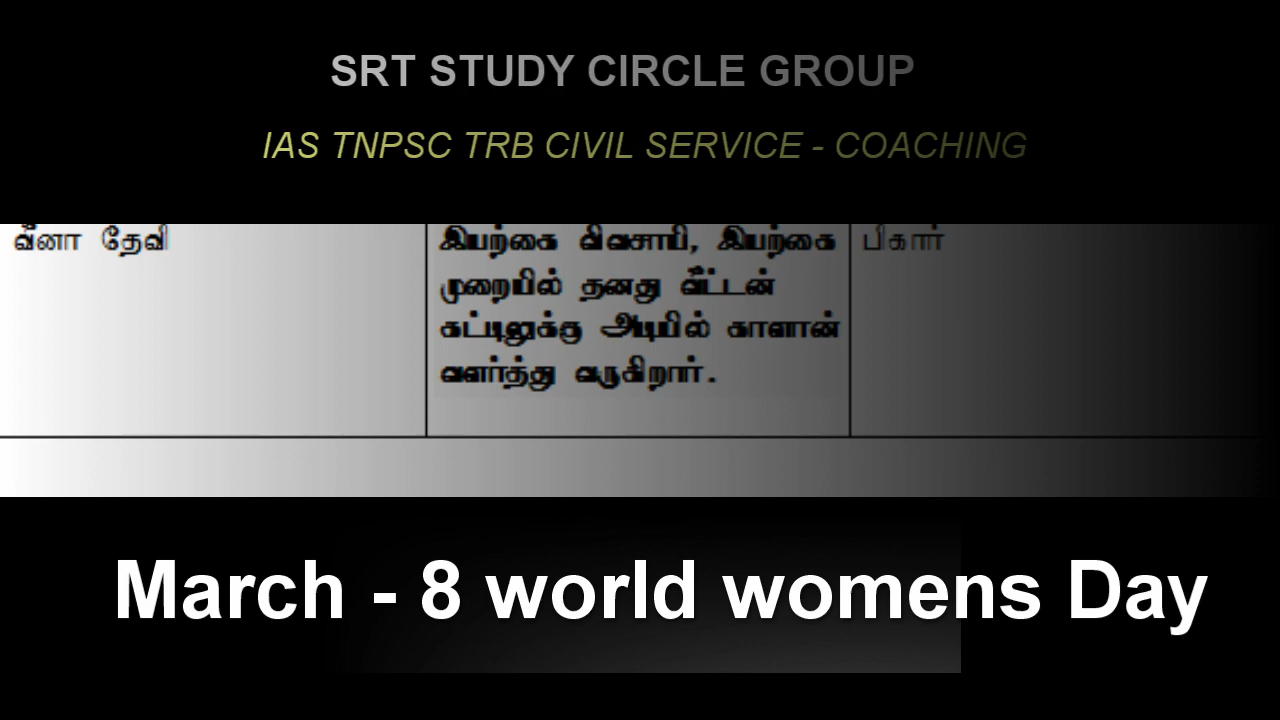 SRT STUDY CIRCLE GROUP
IAS TNPSC TRB CIVIL SERVICE - COACHING
வீனா தேவி
இயற்கை விவசாயி, இயற்கை
முறையில் தனது வீட்டன்
கட்டிலுக்கு அடியில் காளான்
வளர்த்து வருகிறார்.
பிகார்
March - 8 world womens Day